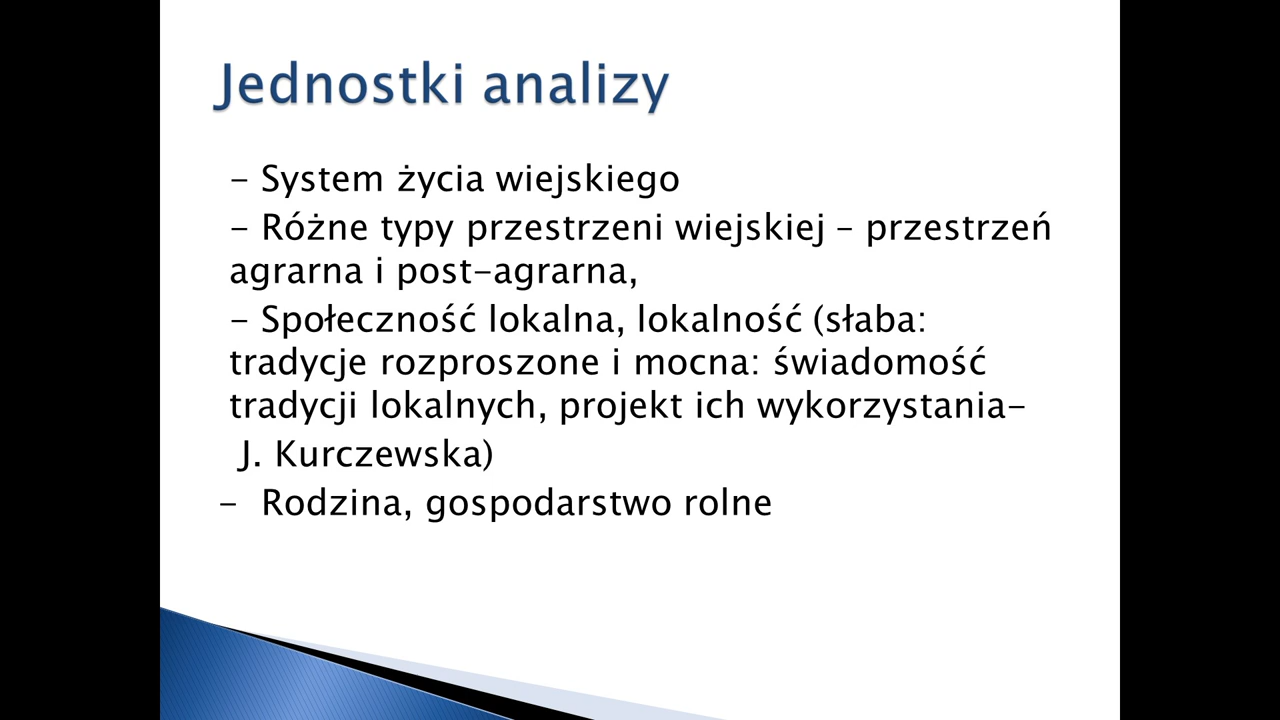 Jednostki analizy
- System życia wiejskiego
- Różne typy przestrzeni wiejskiej – przestrzeń
agrarna i post-agrarna,
- Społeczność lokalna, lokalność (słaba:
tradycje rozproszone i mocna: świadomość
tradycji lokalnych, projekt ich wykorzystania-
J. Kurczewska)
- Rodzina, gospodarstwo rolne